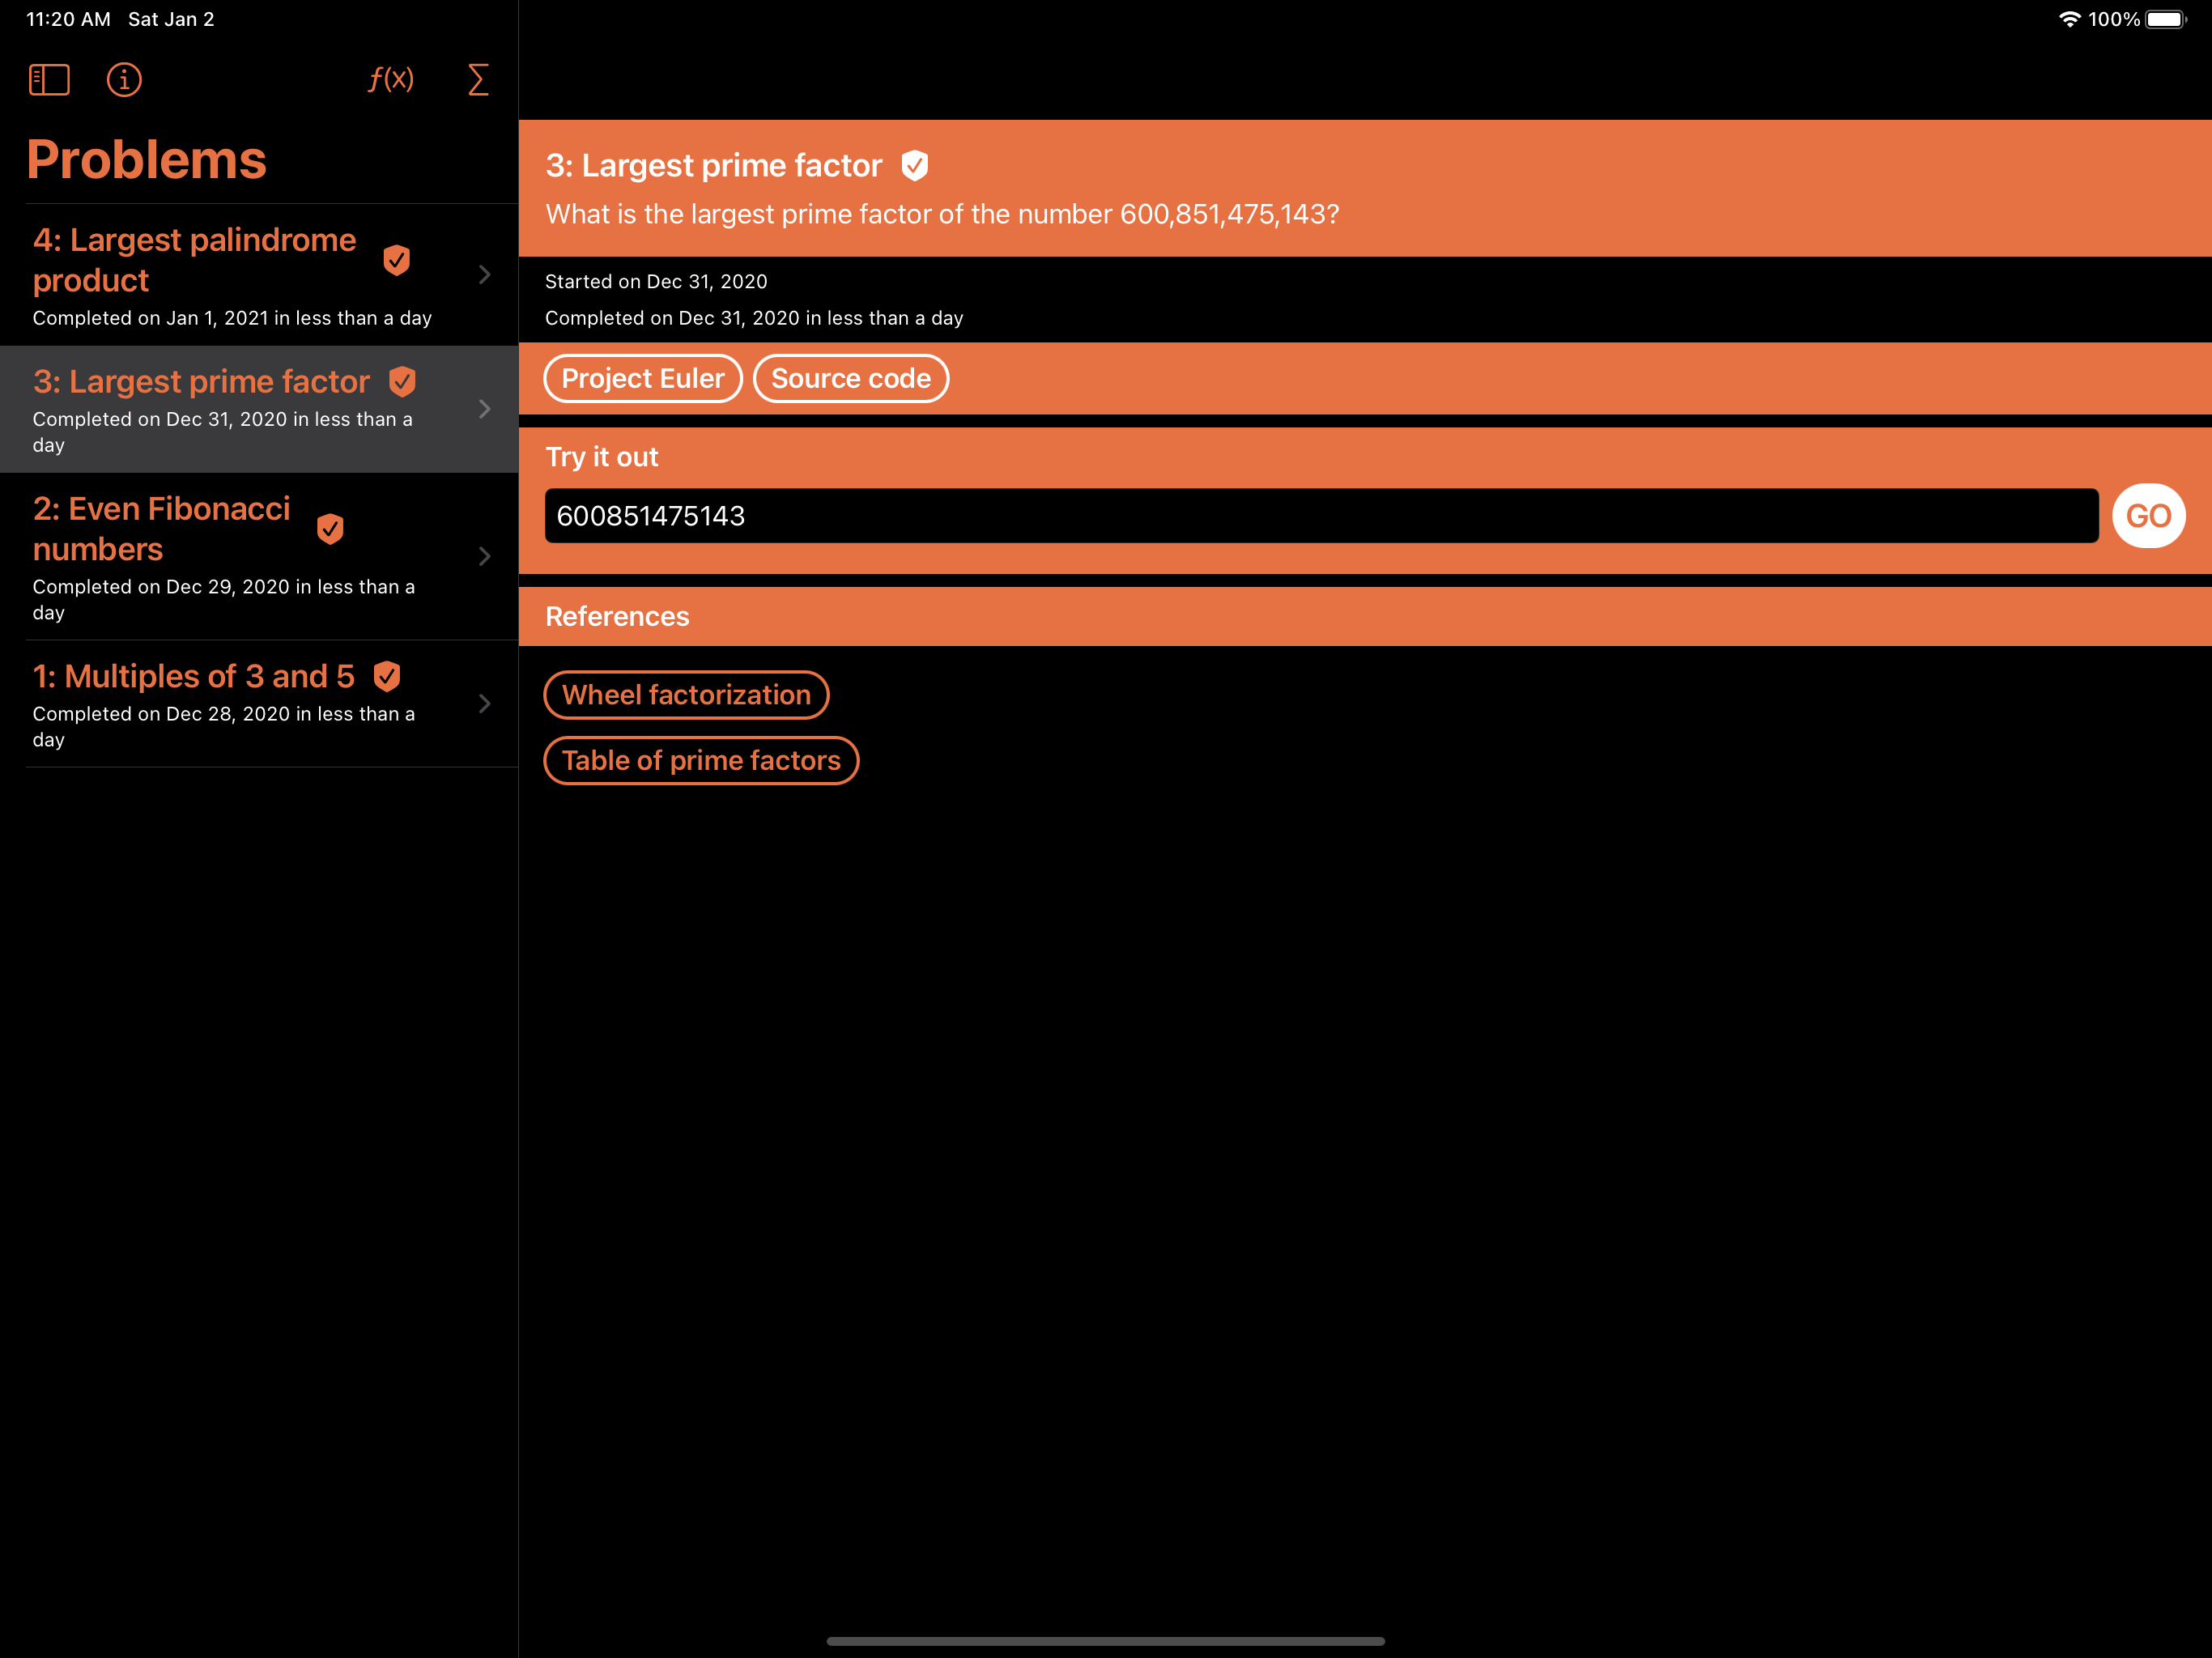 11:20 AM Sat Jan 2
100%
f(x)
Σ
Problems
4: Largest palindrome
product
Completed on Jan 1, 2021 in less than a day
3: Largest prime factor
Completed on Dec 31, 2020 in less than a
day
2: Even Fibonacci
numbers
Completed on Dec 29, 2020 in less than a
day
1: Multiples of 3 and 5
Completed on Dec 28, 2020 in less than a
day
3: Largest prime factor
What is the largest prime factor of the number 600,851,475,143?
Started on Dec 31, 2020
Completed on Dec 31, 2020 in less than a day
Project Euler Source code
Try it out
600851475143
GO
References
Wheel factorization
Table of prime factors